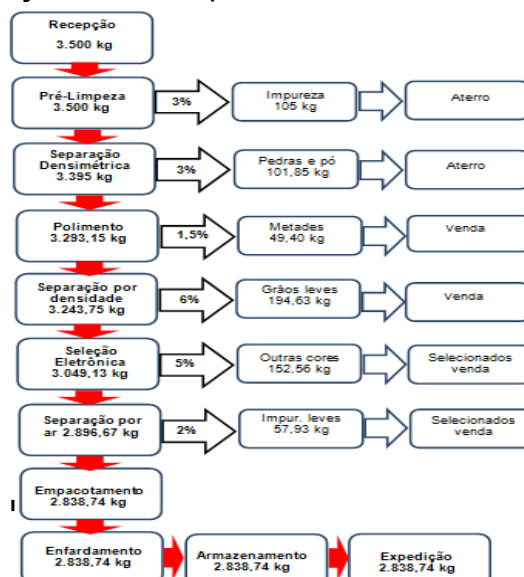 Recepção
3.500 kg
Pré-Limpeza
3.500 kg
3%
Impureza
105 kg
Aterro
Separação
Densimétrica
3.395 kg
3%
Pedras e pó
101,85 kg
Aterro
Polimento
3.293,15 kg
1,5%
Metades
49,40 kg
Venda
Separação por
densidade
3.243,75 kg
6%
Grãos leves
194,63 kg
Venda
Seleção
Eletrônica
3.049,13 kg
5%
Outras cores
152,56 kg
Selecionados
venda
Separação por
ar 2.896,67 kg
2%
Impur. leves
57,93 kg
Selecionados
venda
Empacotamento
2.838,74 kg
Enfardamento
2.838,74 kg
Armazenamento
2.838,74 kg
Expedição
2.838,74 kg